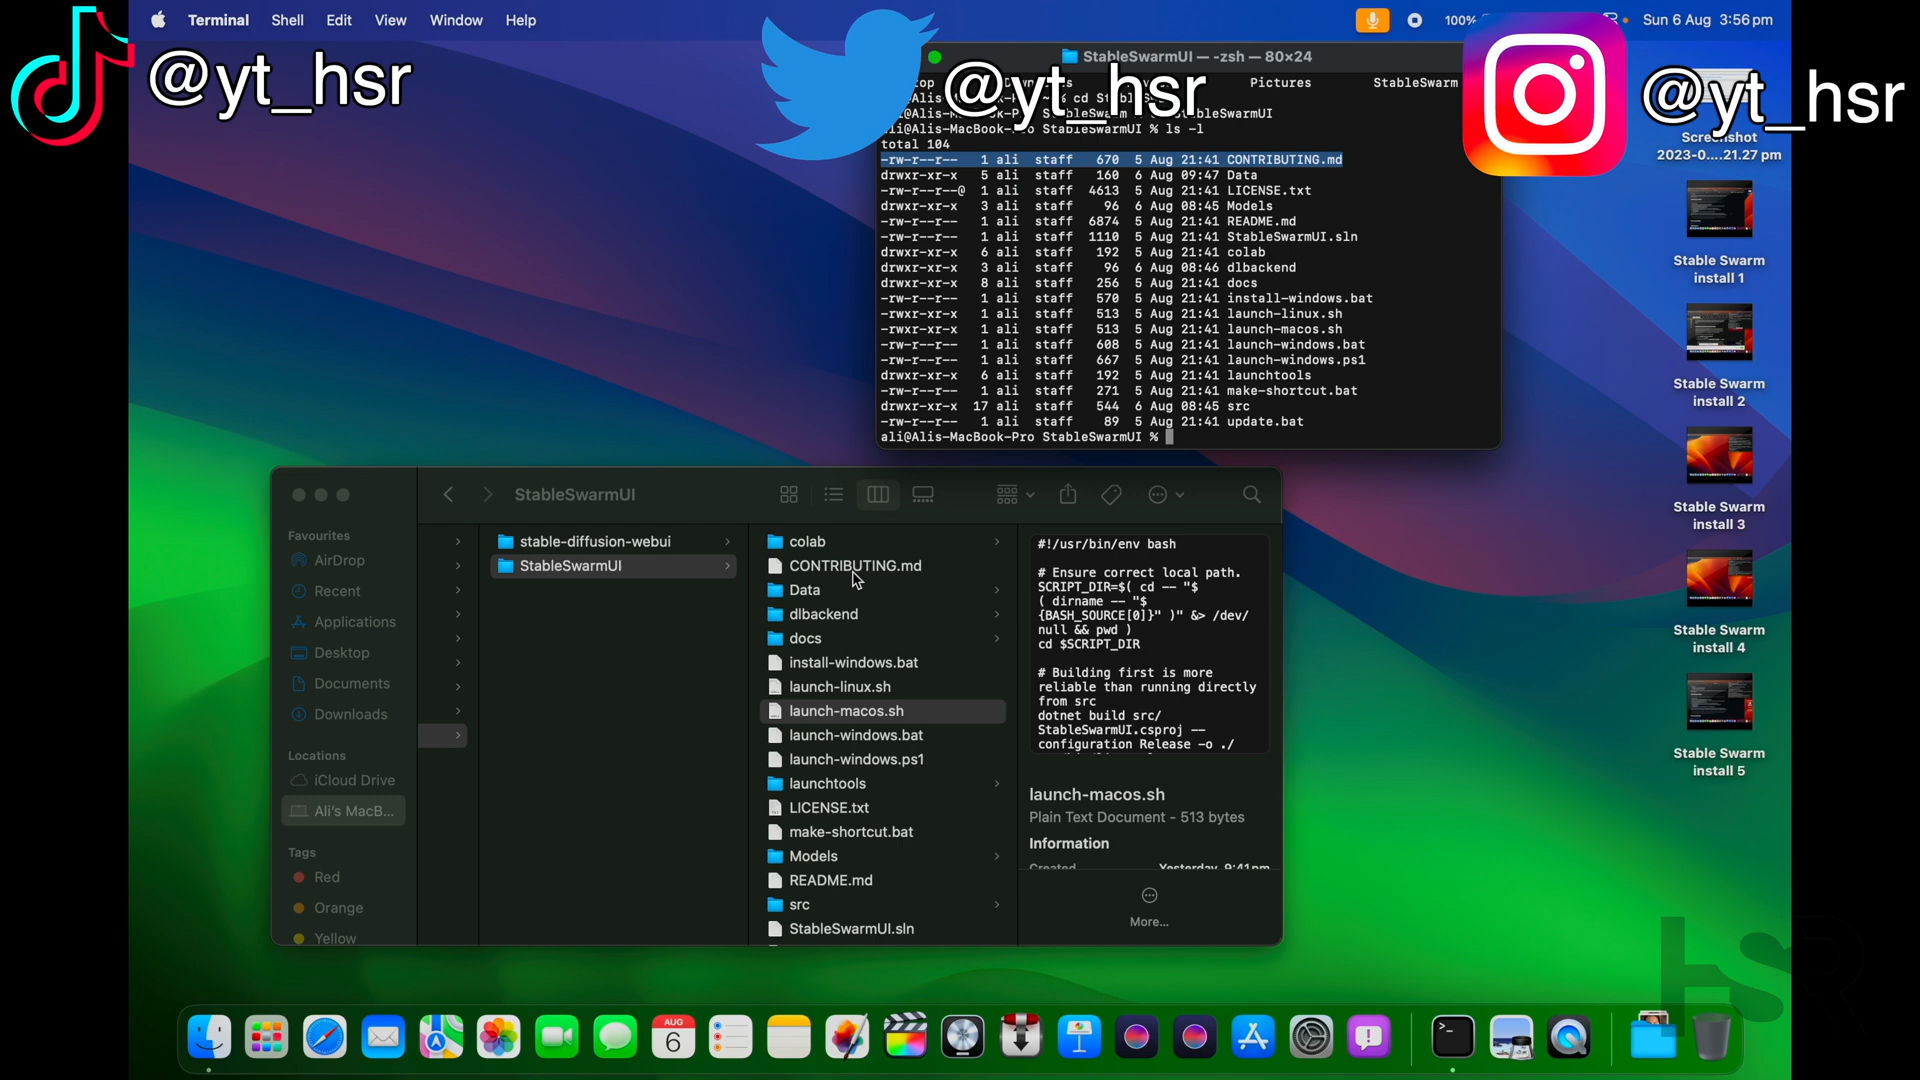 Terminal Shell Edit View Window Help
100%
Sun 6 Aug 3:56pm
@yt_hsr
@yt_hsr
@yt_hsr
StableSwarmUI — -zsh — 80×24
Pictures StableSwarm
% cd
StableSwarmUI
ali@Alis-MacBook-Pro StableSwarmUI % ls -l
total 104
-rw-r--r-- 1 ali staff 670 5 Aug 21:41 CONTRIBUTING.md
drwxr-xr-x 5 ali staff 160 6 Aug 09:47 Data
-rw-r--r--@ 1 ali staff 4613 5 Aug 21:41 LICENSE.txt
drwxr-xr-x 3 ali staff 96 6 Aug 08:45 Models
-rw-r--r-- 1 ali staff 6874 5 Aug 21:41 README.md
-rw-r--r-- 1 ali staff 1110 5 Aug 21:41 StableSwarmUI.sln
drwxr-xr-x 6 ali staff 192 5 Aug 21:41 colab
drwxr-xr-x 3 ali staff 96 6 Aug 08:46 dlbackend
drwxr-xr-x 8 ali staff 256 5 Aug 21:41 docs
-rw-r--r-- 1 ali staff 570 5 Aug 21:41 install-windows.bat
-rw-r--r-- 1 ali staff 513 5 Aug 21:41 launch-linux.sh
-rw-r--r-- 1 ali staff 513 5 Aug 21:41 launch-macos.sh
-rw-r--r-- 1 ali staff 608 5 Aug 21:41 launch-windows.bat
-rw-r--r-- 1 ali staff 667 5 Aug 21:41 launch-windows.ps1
drwxr-xr-x 6 ali staff 192 5 Aug 21:41 launchtools
-rw-r--r-- 1 ali staff 271 5 Aug 21:41 make-shortcut.bat
drwxr-xr-x 17 ali staff 544 6 Aug 08:45 src
-rw-r--r-- 1 ali staff 89 5 Aug 21:41 update.bat
ali@Alis-MacBook-Pro StableSwarmUI %
Screenshot
2023-0....21.27 pm
Stable Swarm
install 1
Stable Swarm
install 2
Stable Swarm
install 3
Stable Swarm
install 4
Stable Swarm
install 5
StableSwarmUI
Favourites
AirDrop
Recent
Applications
Desktop
Documents
Downloads
Locations
iCloud Drive
Ali's MacB...
Tags
Red
Orange
Yellow
stable-diffusion-webui
StableSwarmUI
colab
CONTRIBUTING.md
Data
dlbackend
docs
install-windows.bat
launch-linux.sh
launch-macos.sh
launch-windows.bat
launch-windows.ps1
launchtools
LICENSE.txt
make-shortcut.bat
Models
README.md
src
StableSwarmUI.sln
#!/usr/bin/env bash
# Ensure correct local path.
SCRIPT_DIR=$( cd -- "$
( dirname -- "$
{BASH_SOURCE[0]}" )" &> /dev/
null && pwd )
cd $SCRIPT_DIR
# Building first is more
reliable than running directly
from src
dotnet build src/
StableSwarmUI.csproj --
configuration Release -o ./
launch-macos.sh
Plain Text Document - 513 bytes
Information
Created Yesterday, 9:41pm
More...
AUG
6
HSR